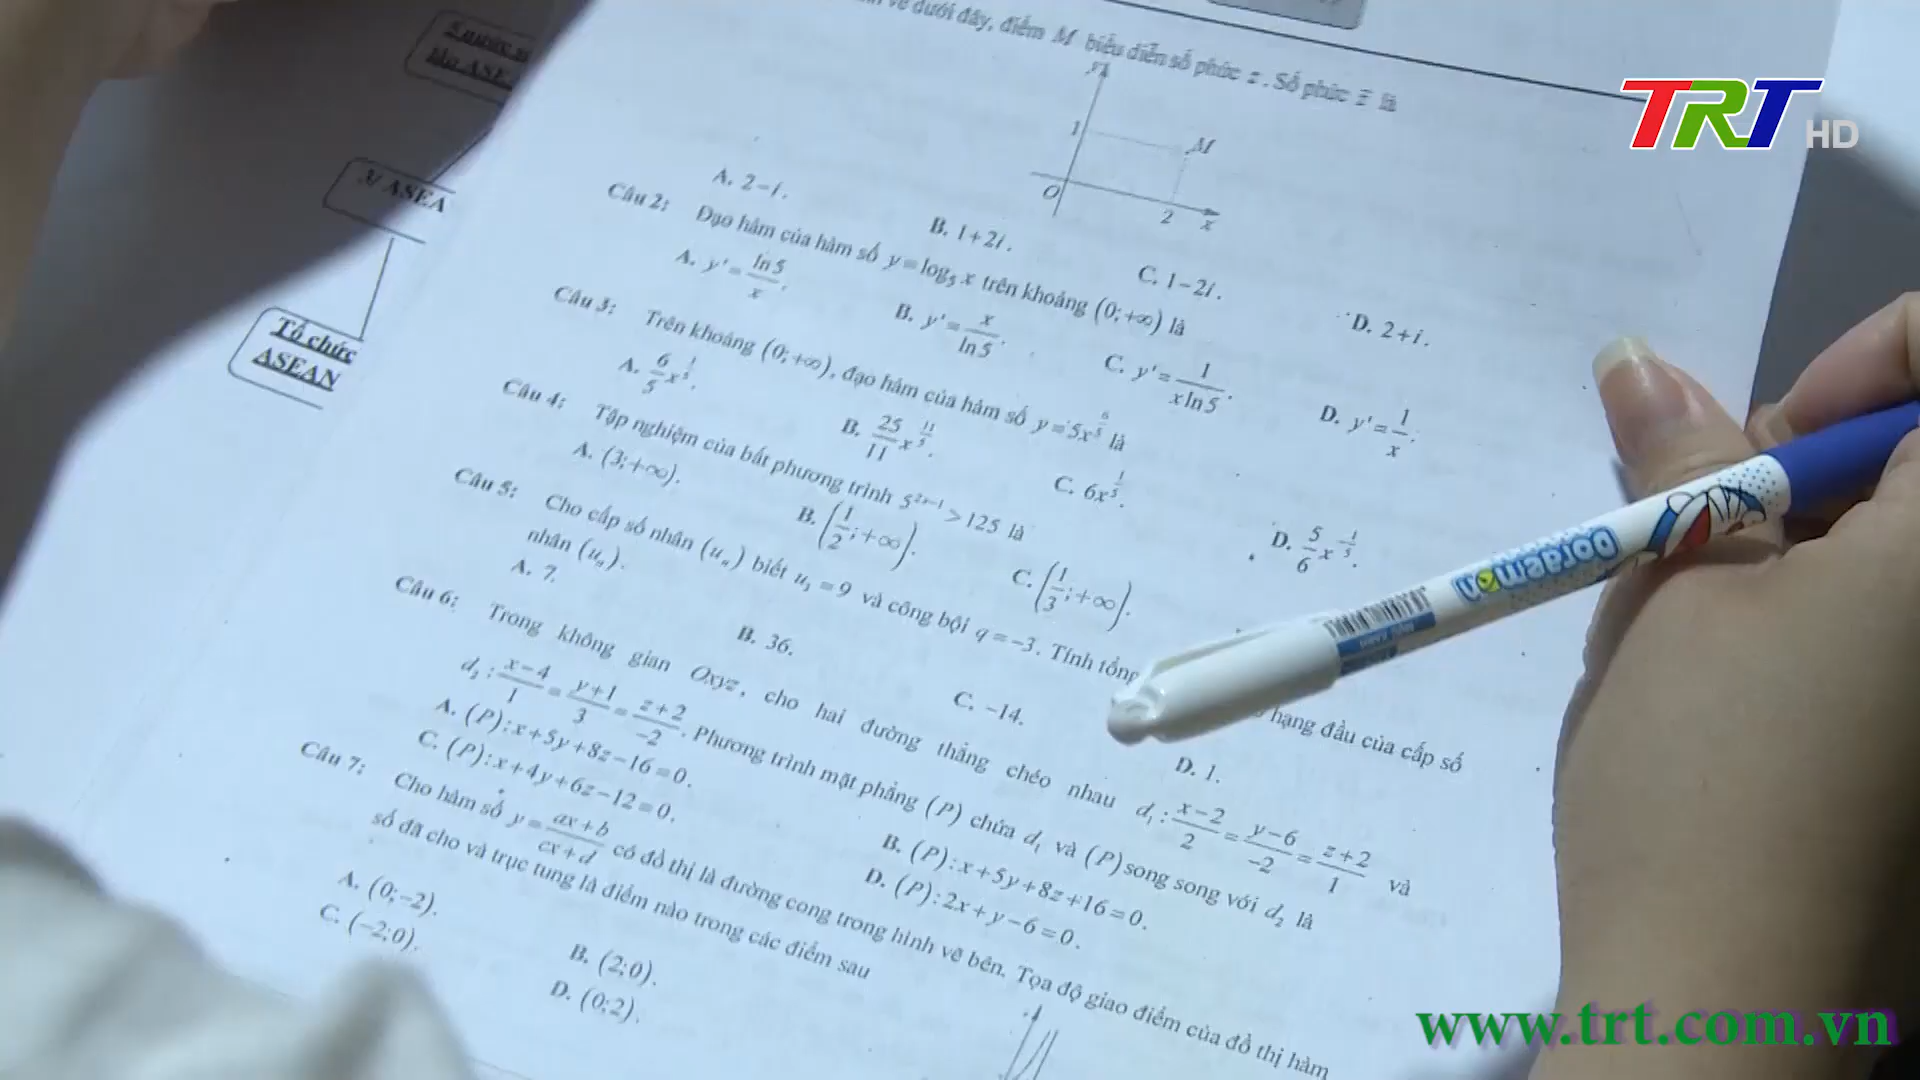 vẽ dưới đây, điểm M biểu diễn số phức z. Số phức z̄ là
y
1
M
O
2
x
A. 2-i.
B. 1+2i.
C. 1-2i.
D. 2+i.
Câu 2: Đạo hàm của hàm số y=log₅ x trên khoảng (0;+∞) là
A. y'=ln5/x.
B. y'=x/ln5.
C. y'=1/(x ln5).
D. y'=1/x.
Câu 3: Trên khoảng (0;+∞), đạo hàm của hàm số y=5x^(6/5) là
A. 6/5 x^(1/5).
B. 25/11 x^(11/5).
C. 6x^(1/5).
D. 5/6 x^(1/5).
Câu 4: Tập nghiệm của bất phương trình 5^(2x-1) > 125 là
A. (3;+∞).
B. (1/2;+∞).
C. (1/3;+∞).
Câu 5: Cho cấp số nhân (uₙ) biết u₃=9 và công bội q=-3. Tính tổng
hạng đầu của cấp số
nhân (uₙ).
A. 7.
B. 36.
C. -14.
D. 1.
Câu 6: Trong không gian Oxyz, cho hai đường thẳng chéo nhau d₁: (x-2)/2=(y-6)/-2=(z+2)/1 và
d₂: (x-4)/1=(y+1)/3=(z+2)/-2. Phương trình mặt phẳng (P) chứa d₁ và (P) song song với d₂ là
A. (P):x+5y+8z-16=0.
B. (P):x+5y+8z+16=0.
C. (P):x+4y+6z-12=0.
D. (P):2x+y-6=0.
Câu 7: Cho hàm số y=(ax+b)/(cx+d) có đồ thị là đường cong trong hình vẽ bên. Tọa độ giao điểm của đồ thị hàm
số đã cho và trục tung là điểm nào trong các điểm sau
A. (0;-2).
B. (2;0).
C. (-2;0).
D. (0;2).
3/ ASEA
Tổ chức
ASEAN
Doraemon
TRT HD
www.trt.com.vn